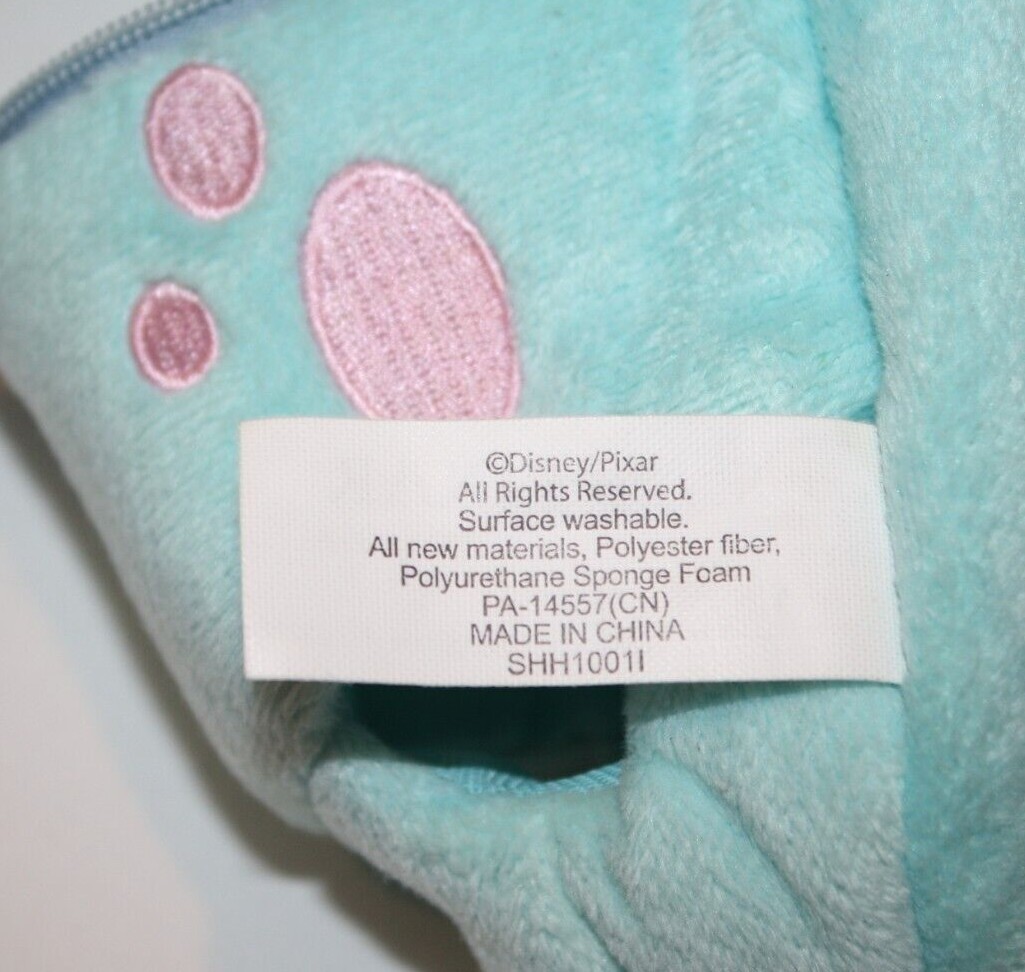 ©Disney/Pixar
All Rights Reserved.
Surface washable.
All new materials, Polyester fiber,
Polyurethane Sponge Foam
PA-14557(CN)
MADE IN CHINA
SHH1001I